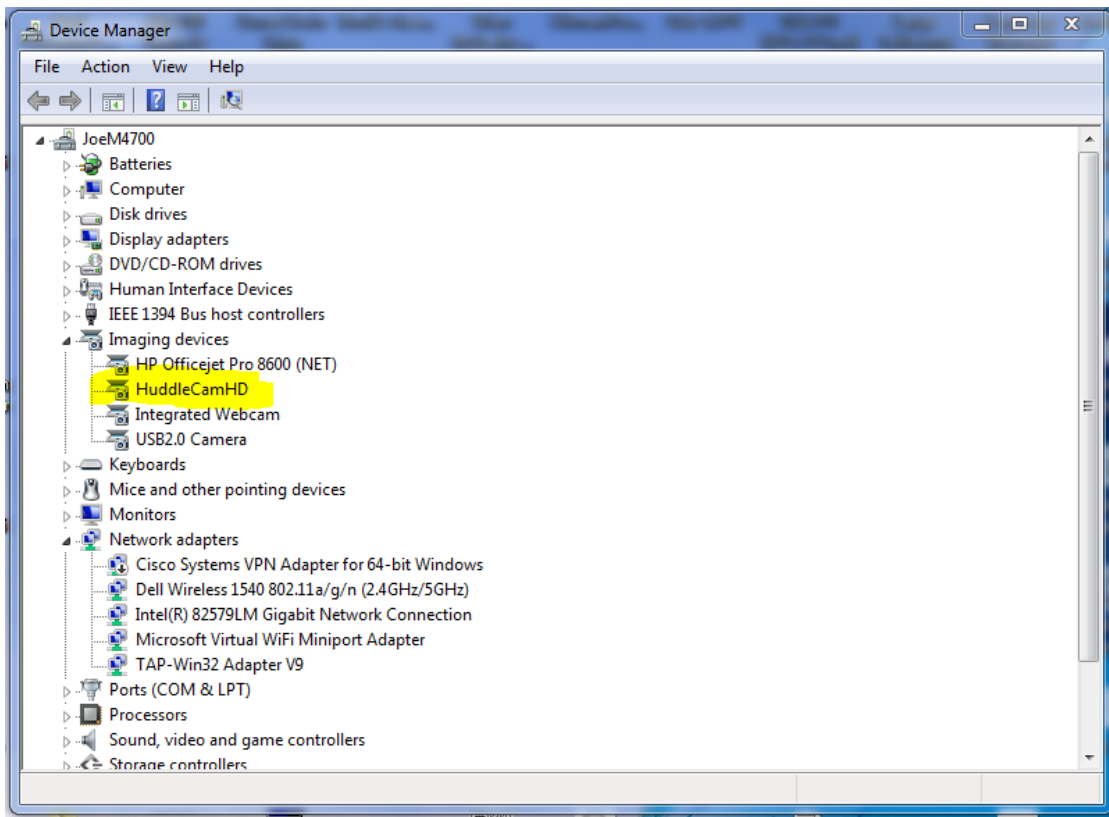 Device Manager
File Action View Help
JoeM4700
Batteries
Computer
Disk drives
Display adapters
DVD/CD-ROM drives
Human Interface Devices
IEEE 1394 Bus host controllers
Imaging devices
HP Officejet Pro 8600 (NET)
HuddleCamHD
Integrated Webcam
USB2.0 Camera
Keyboards
Mice and other pointing devices
Monitors
Network adapters
Cisco Systems VPN Adapter for 64-bit Windows
Dell Wireless 1540 802.11a/g/n (2.4GHz/5GHz)
Intel(R) 82579LM Gigabit Network Connection
Microsoft Virtual WiFi Miniport Adapter
TAP-Win32 Adapter V9
Ports (COM & LPT)
Processors
Sound, video and game controllers
Storage controllers